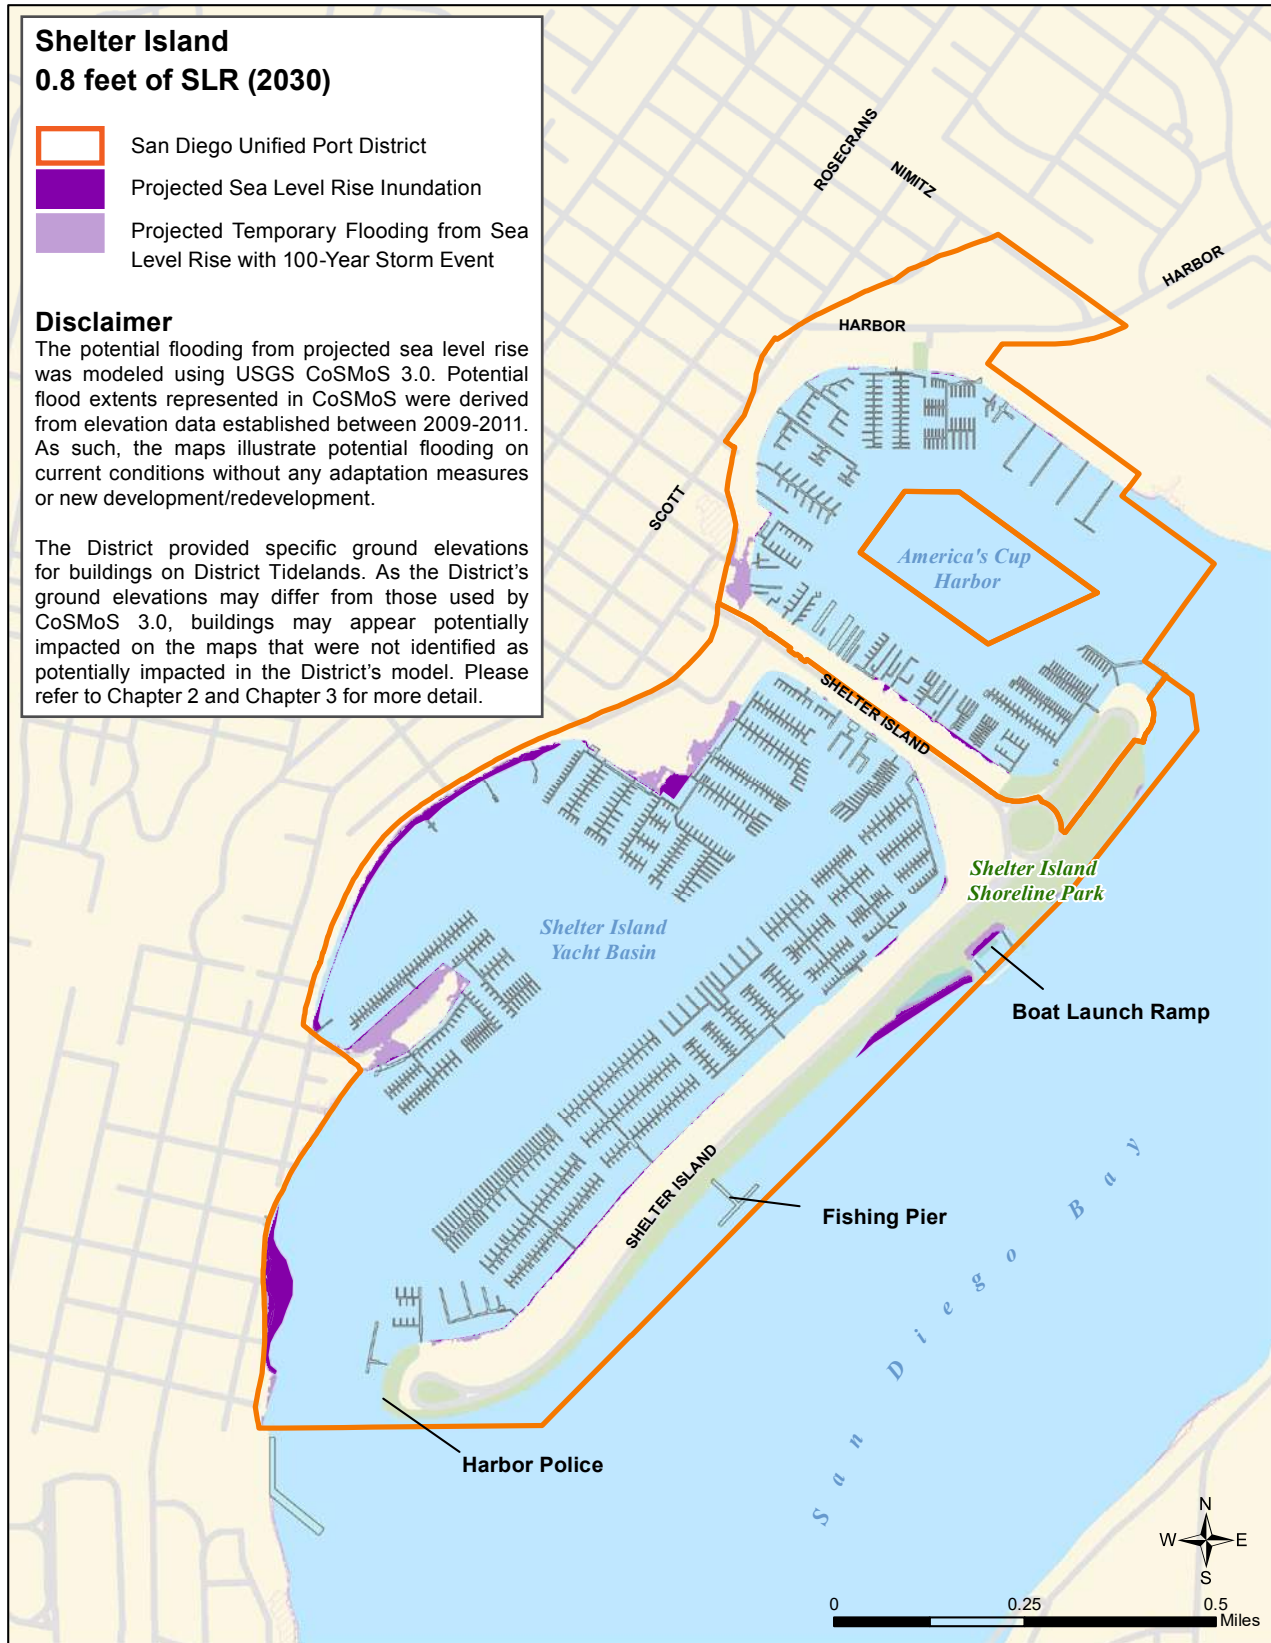 Shelter Island
0.8 feet of SLR (2030)
San Diego Unified Port District
Projected Sea Level Rise Inundation
Projected Temporary Flooding from Sea
Level Rise with 100-Year Storm Event
Disclaimer
The potential flooding from projected sea level rise
was modeled using USGS CoSMoS 3.0. Potential
flood extents represented in CoSMoS were derived
from elevation data established between 2009-2011.
As such, the maps illustrate potential flooding on
current conditions without any adaptation measures
or new development/redevelopment.
The District provided specific ground elevations
for buildings on District Tidelands. As the District's
ground elevations may differ from those used by
CoSMoS 3.0, buildings may appear potentially
impacted on the maps that were not identified as
potentially impacted in the District's model. Please
refer to Chapter 2 and Chapter 3 for more detail.
ROSECRANS
NIMITZ
HARBOR
HARBOR
SCOTT
America's Cup
Harbor
SHELTER ISLAND
Shelter Island
Shoreline Park
Shelter Island
Yacht Basin
Boat Launch Ramp
SHELTER ISLAND
Fishing Pier
San Diego Bay
Harbor Police
N
W E
S
0 0.25 0.5
Miles